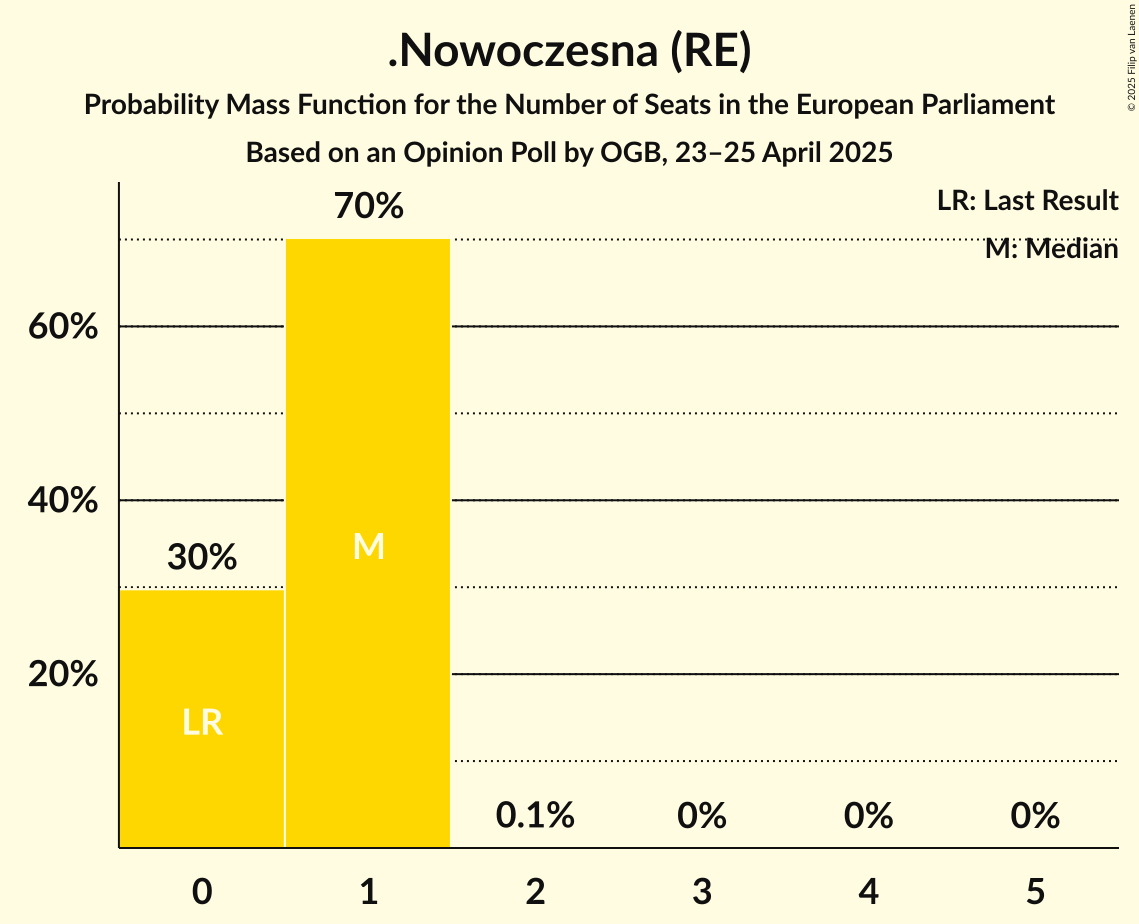 .Nowoczesna (RE)
Probability Mass Function for the Number of Seats in the European Parliament
Based on an Opinion Poll by OGB, 23–25 April 2025
© 2025 Filip van Laenen
LR: Last Result
M: Median
70%
60%
40%
30%
20%
M
LR
0.1%
0%
0%
0%
0
1
2
3
4
5